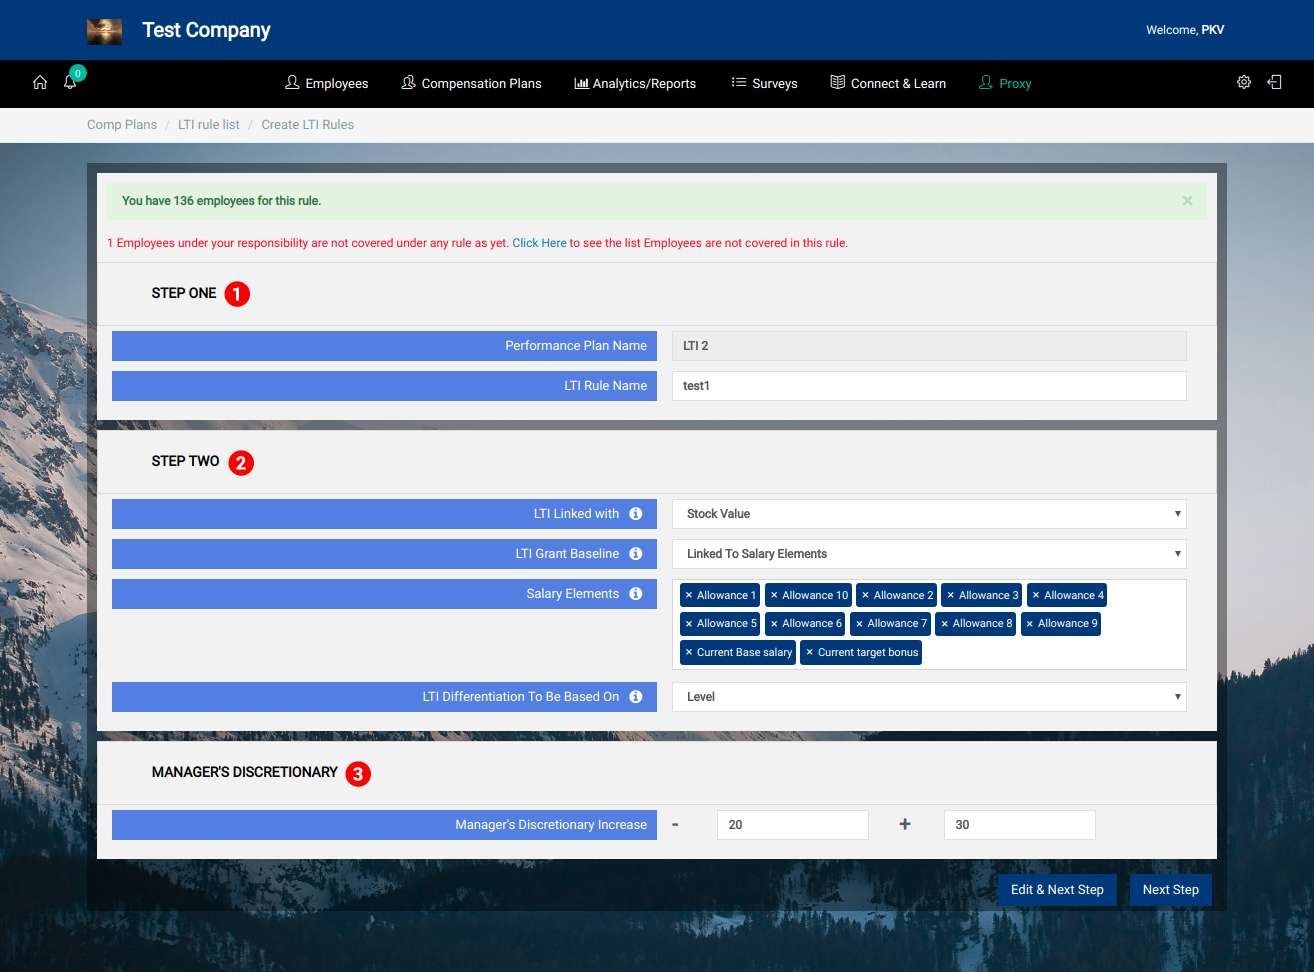 Test Company
Welcome, PKV
0
Employees
Compensation Plans
Analytics/Reports
Surveys
Connect & Learn
Proxy
Comp Plans / LTI rule list / Create LTI Rules
You have 136 employees for this rule. ×
1 Employees under your responsibility are not covered under any rule as yet. Click Here to see the list Employees are not covered in this rule.
STEP ONE 1
Performance Plan Name LTI 2
LTI Rule Name test1
STEP TWO 2
LTI Linked with Stock Value
LTI Grant Baseline Linked To Salary Elements
Salary Elements
× Allowance 1 × Allowance 10 × Allowance 2 × Allowance 3 × Allowance 4
× Allowance 5 × Allowance 6 × Allowance 7 × Allowance 8 × Allowance 9
× Current Base salary × Current target bonus
LTI Differentiation To Be Based On Level
MANAGER'S DISCRETIONARY 3
Manager's Discretionary Increase - 20 + 30
Edit & Next Step Next Step